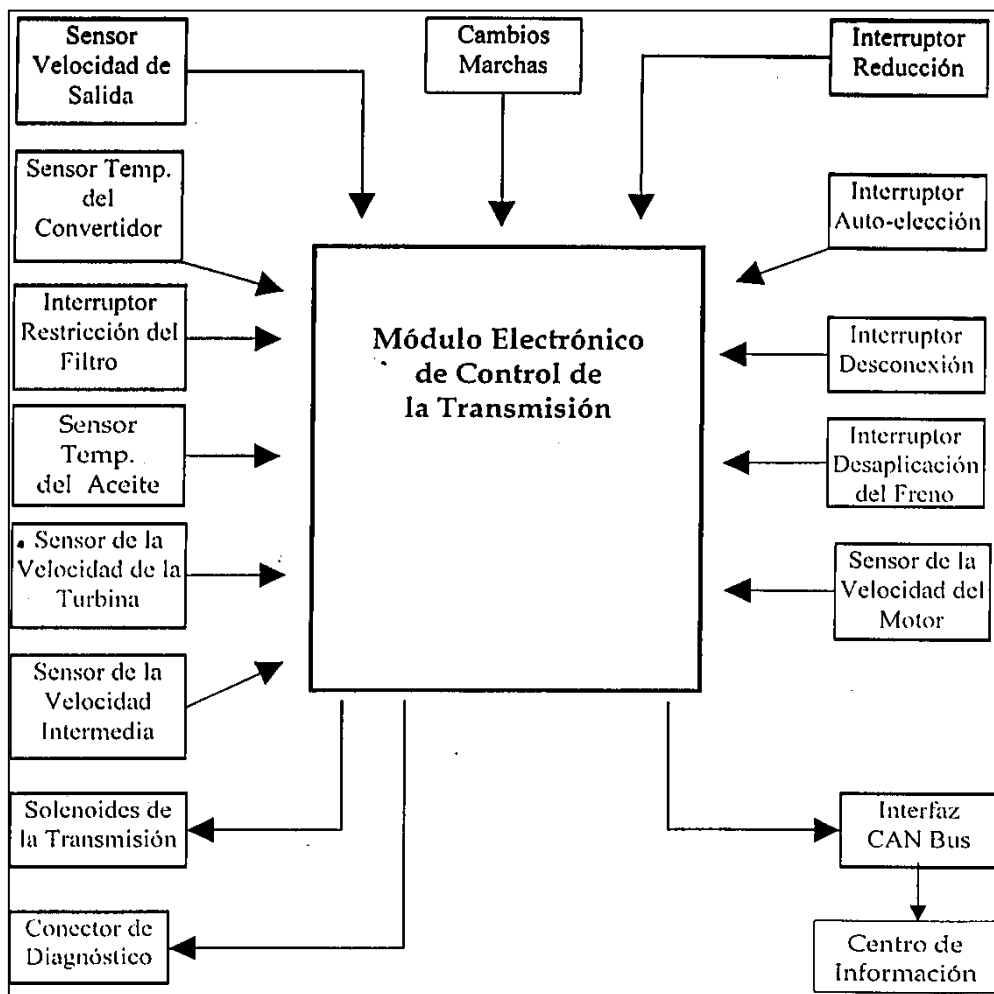 Sensor
Velocidad de
Salida
Cambios
Marchas
Interruptor
Reducción
Sensor Temp.
del
Convertidor
Interruptor
Auto-elección
Interruptor
Restricción del
Filtro
Módulo Electrónico
de Control de
la Transmisión
Interruptor
Desconexión
Sensor
Temp.
del Aceite
Interruptor
Desaplicación
del Freno
Sensor de la
Velocidad de la
Turbina
Sensor de la
Velocidad del
Motor
Sensor de la
Velocidad
Intermedia
Solenoides de
la Transmisión
Interfaz
CAN Bus
Conector de
Diagnóstico
Centro de
Información